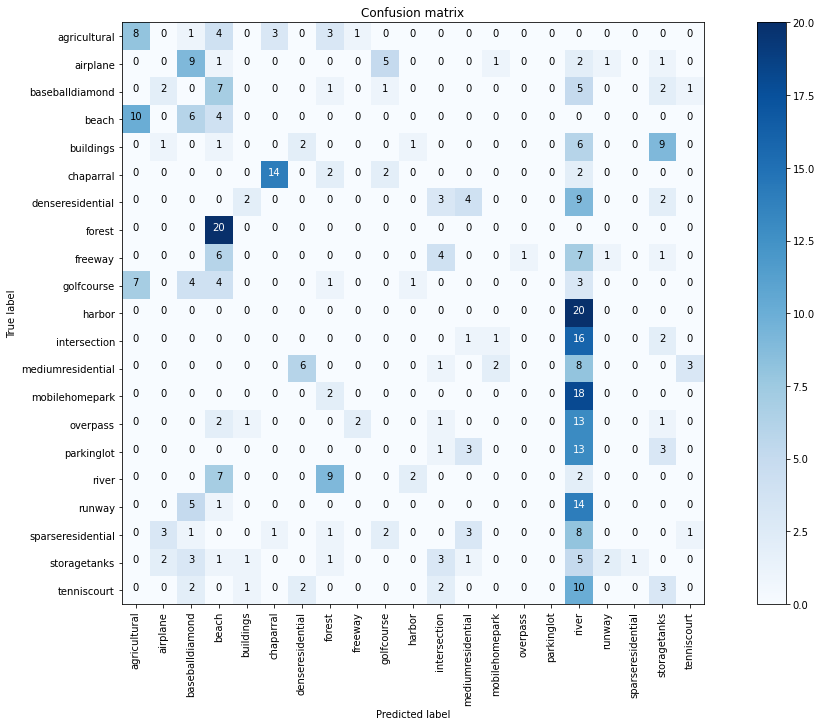 Confusion matrix
True label
agricultural 8 0 1 4 0 3 0 3 1 0 0 0 0 0 0 0 0 0 0 0 0
airplane 0 0 9 1 0 0 0 0 0 5 0 0 0 1 0 0 2 1 0 1 0
baseballdiamond 0 2 0 7 0 0 0 1 0 1 0 0 0 0 0 0 5 0 0 2 1
beach 10 0 6 4 0 0 0 0 0 0 0 0 0 0 0 0 0 0 0 0 0
buildings 0 1 0 1 0 0 2 0 0 0 1 0 0 0 0 0 6 0 0 9 0
chaparral 0 0 0 0 0 14 0 2 0 2 0 0 0 0 0 0 2 0 0 0 0
denseresidential 0 0 0 0 2 0 0 0 0 0 0 3 4 0 0 0 9 0 0 2 0
forest 0 0 0 20 0 0 0 0 0 0 0 0 0 0 0 0 0 0 0 0 0
freeway 0 0 0 6 0 0 0 0 0 0 0 4 0 0 1 0 7 1 0 1 0
golfcourse 7 0 4 4 0 0 0 1 0 0 1 0 0 0 0 0 3 0 0 0 0
harbor 0 0 0 0 0 0 0 0 0 0 0 0 0 0 0 0 20 0 0 0 0
intersection 0 0 0 0 0 0 0 0 0 0 0 0 1 1 0 0 16 0 0 2 0
mediumresidential 0 0 0 0 0 0 6 0 0 0 0 1 0 2 0 0 8 0 0 0 3
mobilehomepark 0 0 0 0 0 0 0 2 0 0 0 0 0 0 0 0 18 0 0 0 0
overpass 0 0 0 2 1 0 0 0 2 0 0 1 0 0 0 0 13 0 0 1 0
parkinglot 0 0 0 0 0 0 0 0 0 0 0 1 3 0 0 0 13 0 0 3 0
river 0 0 0 7 0 0 0 9 0 0 2 0 0 0 0 0 2 0 0 0 0
runway 0 0 5 1 0 0 0 0 0 0 0 0 0 0 0 0 14 0 0 0 0
sparseresidential 0 3 1 0 0 1 0 1 0 2 0 0 3 0 0 0 8 0 0 0 1
storagetanks 0 2 3 1 1 0 0 1 0 0 0 3 1 0 0 0 5 2 1 0 0
tenniscourt 0 0 2 0 1 0 2 0 0 0 0 2 0 0 0 0 10 0 0 3 0
agricultural
airplane
baseballdiamond
beach
buildings
chaparral
denseresidential
forest
freeway
golfcourse
harbor
intersection
mediumresidential
mobilehomepark
overpass
parkinglot
river
runway
sparseresidential
storagetanks
tenniscourt
Predicted label
20.0
17.5
15.0
12.5
10.0
7.5
5.0
2.5
0.0